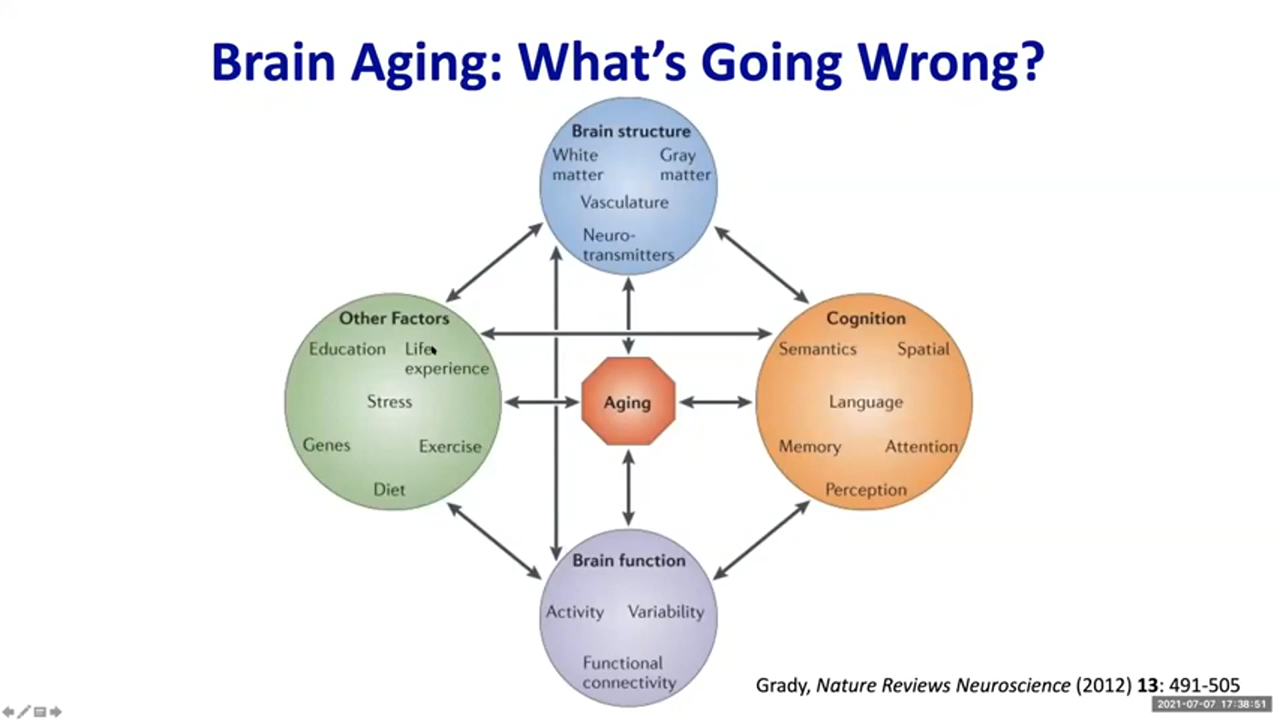 Brain Aging: What's Going Wrong?
Brain structure
White
matter
Gray
matter
Vasculature
Neuro-
transmitters
Other Factors
Education
Life
experience
Stress
Genes
Exercise
Diet
Aging
Cognition
Semantics
Spatial
Language
Memory
Attention
Perception
Brain function
Activity
Variability
Functional
connectivity
Grady, Nature Reviews Neuroscience (2012) 13: 491-505
2021-07-07 17:38:51